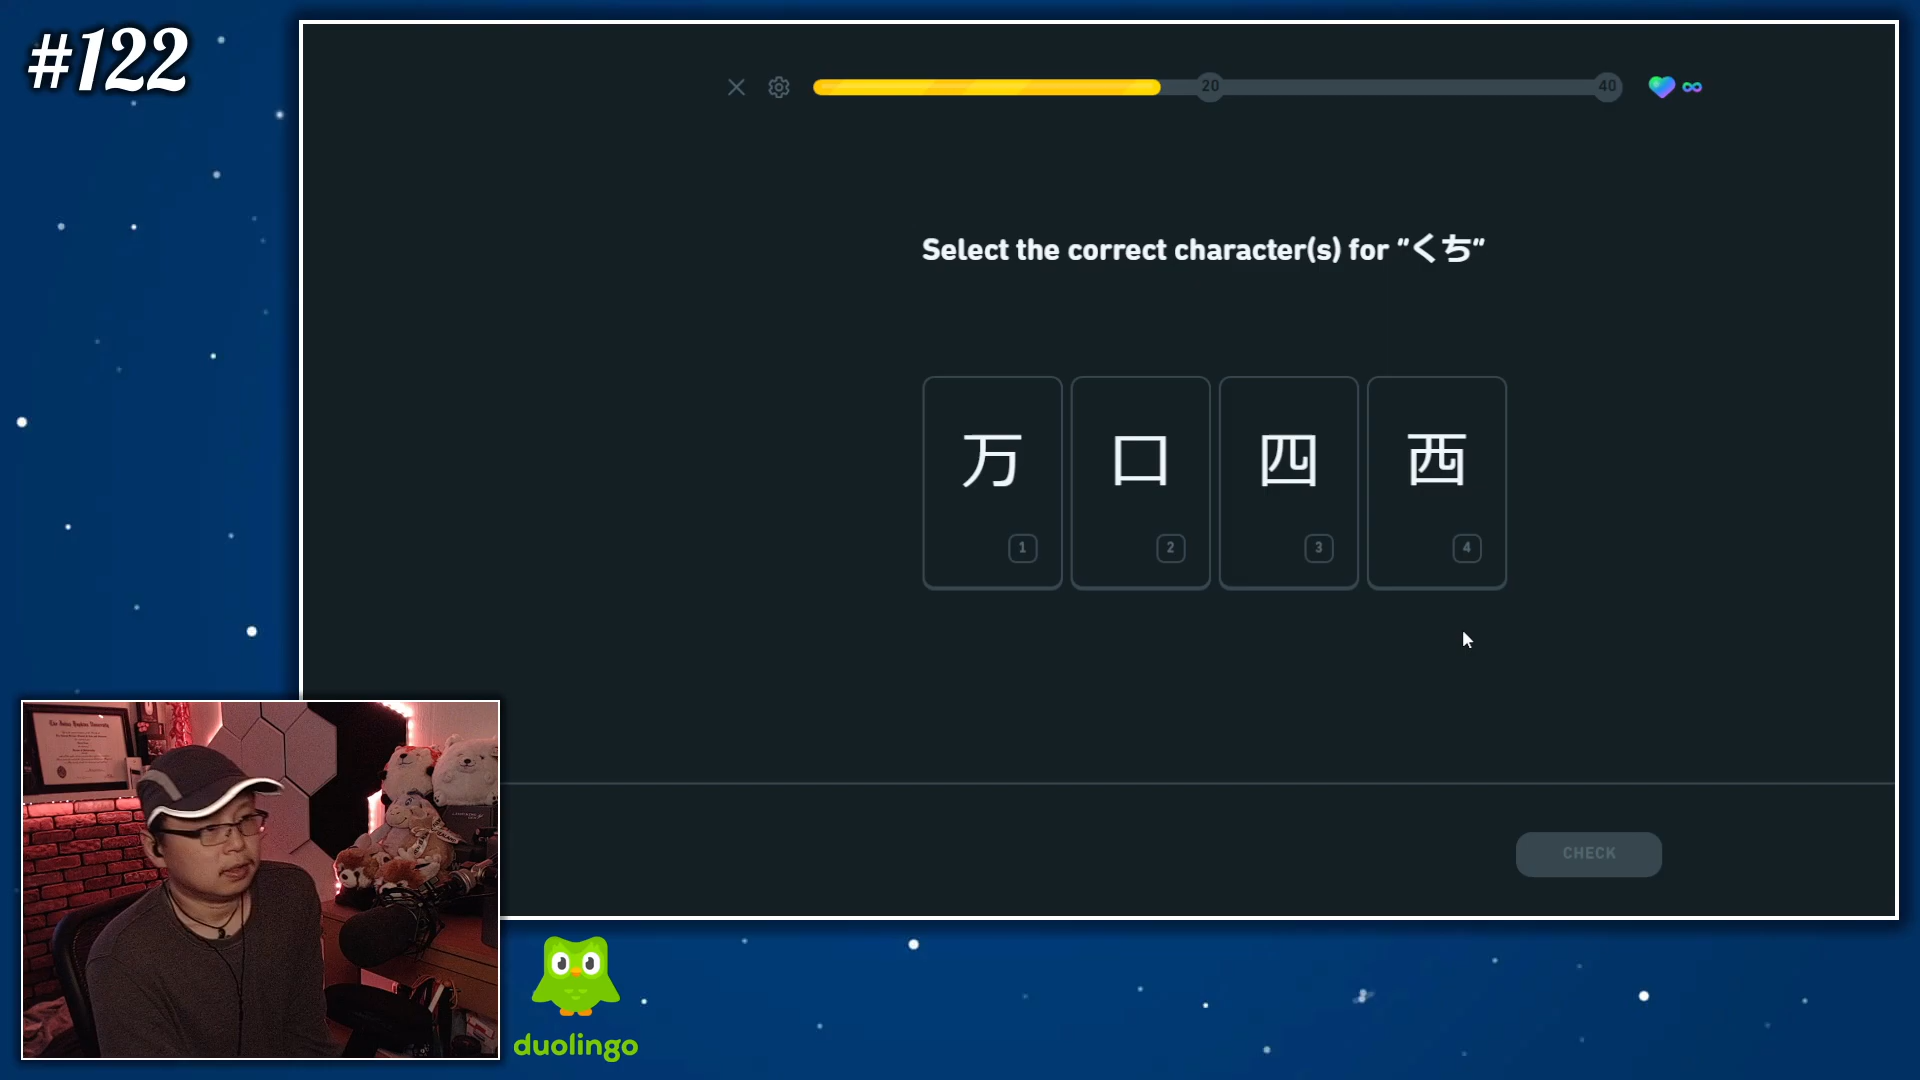 #122
20
40
∞
Select the correct character(s) for "くち"
万
口
四
西
1
2
3
4
CHECK
duolingo